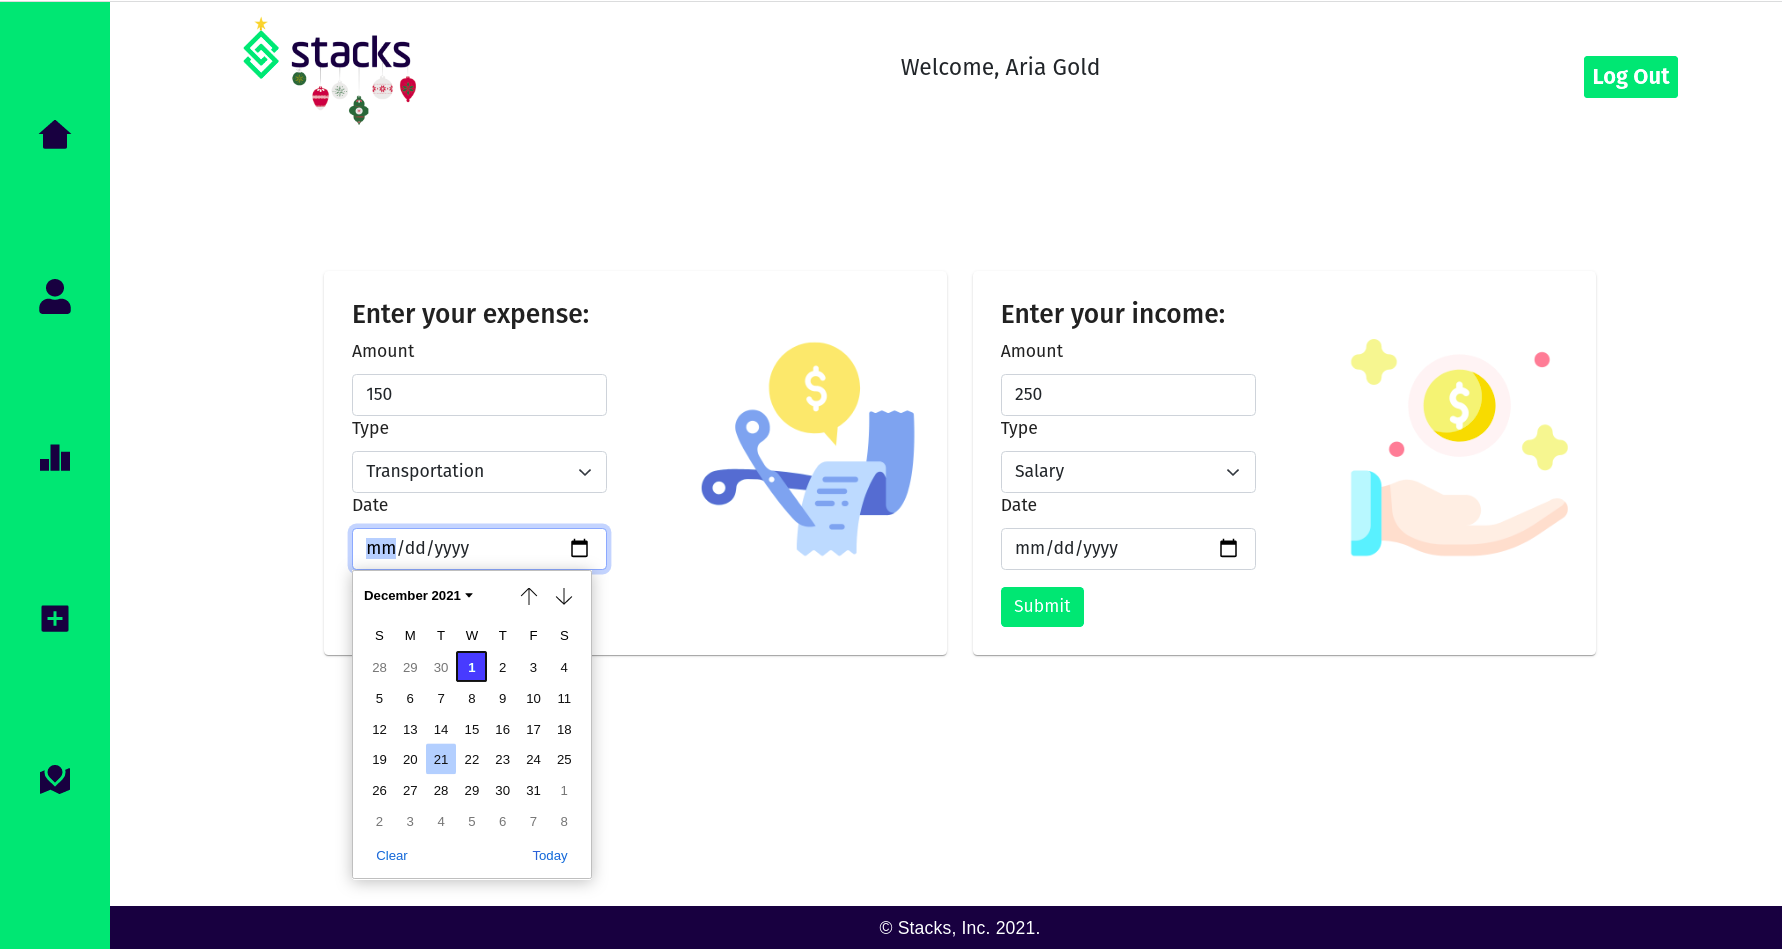 stacks
Welcome, Aria Gold
Log Out
Enter your expense:
Amount
150
Type
Transportation
Date
mm/dd/yyyy
December 2021
S M T W T F S
28 29 30 1 2 3 4
5 6 7 8 9 10 11
12 13 14 15 16 17 18
19 20 21 22 23 24 25
26 27 28 29 30 31 1
2 3 4 5 6 7 8
Clear Today
$
Enter your income:
Amount
250
Type
Salary
Date
mm/dd/yyyy
Submit
$
© Stacks, Inc. 2021.